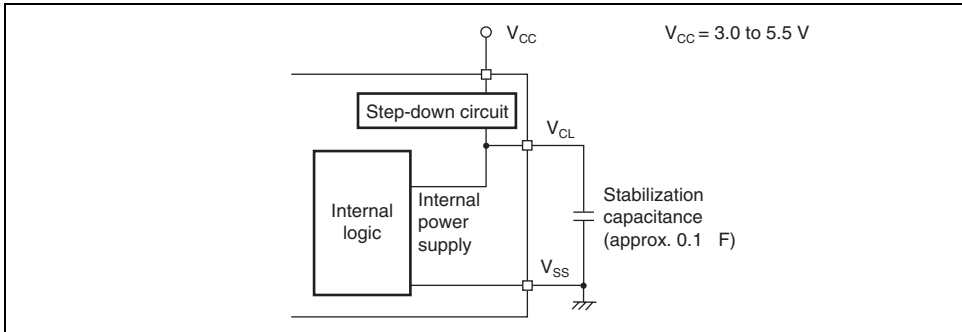 VCC
VCC = 3.0 to 5.5 V
Step-down circuit
VCL
Internal
logic
Internal
power
supply
Stabilization
capacitance
(approx. 0.1 F)
VSS